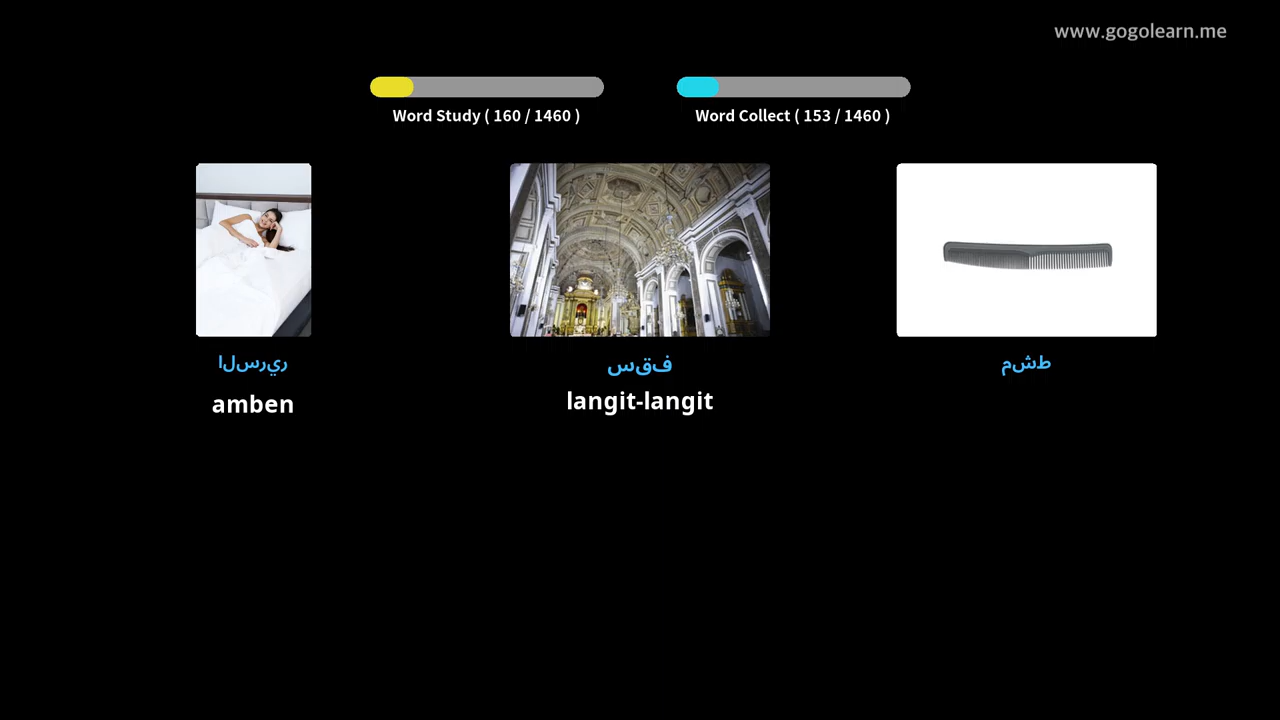 www.gogolearn.me
Word Study ( 160 / 1460 )
Word Collect ( 153 / 1460 )
السرير
amben
سقف
langit-langit
مشط